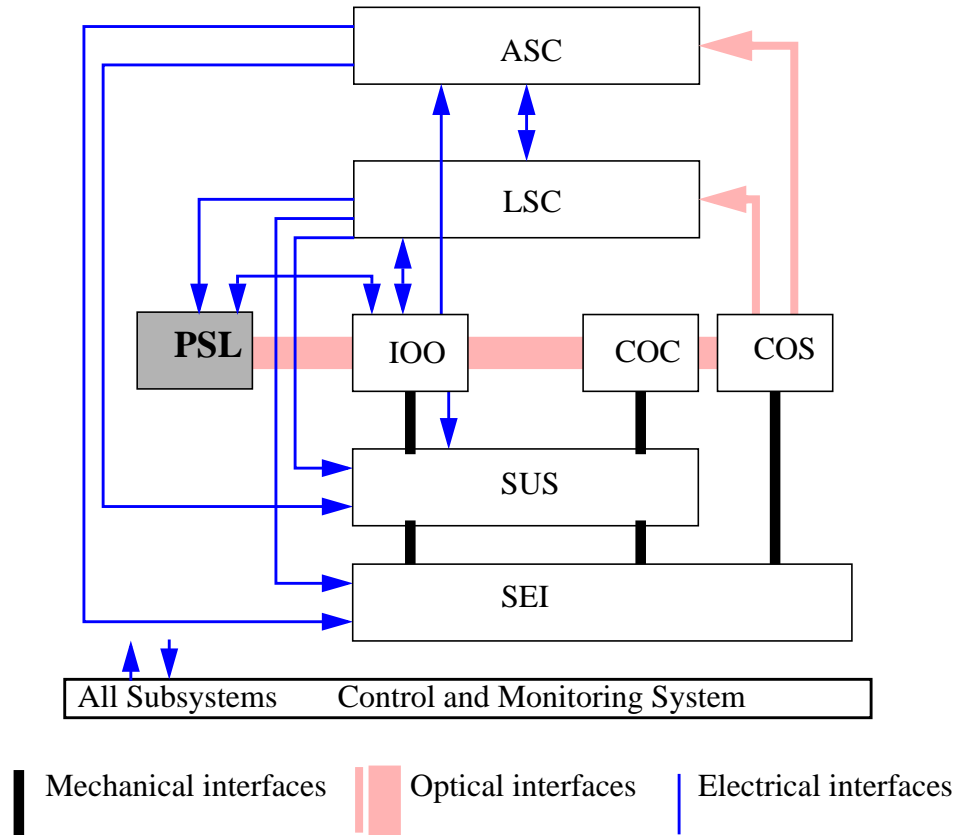 ASC
LSC
PSL
IOO
COC
COS
SUS
SEI
All Subsystems Control and Monitoring System
Mechanical interfaces Optical interfaces Electrical interfaces